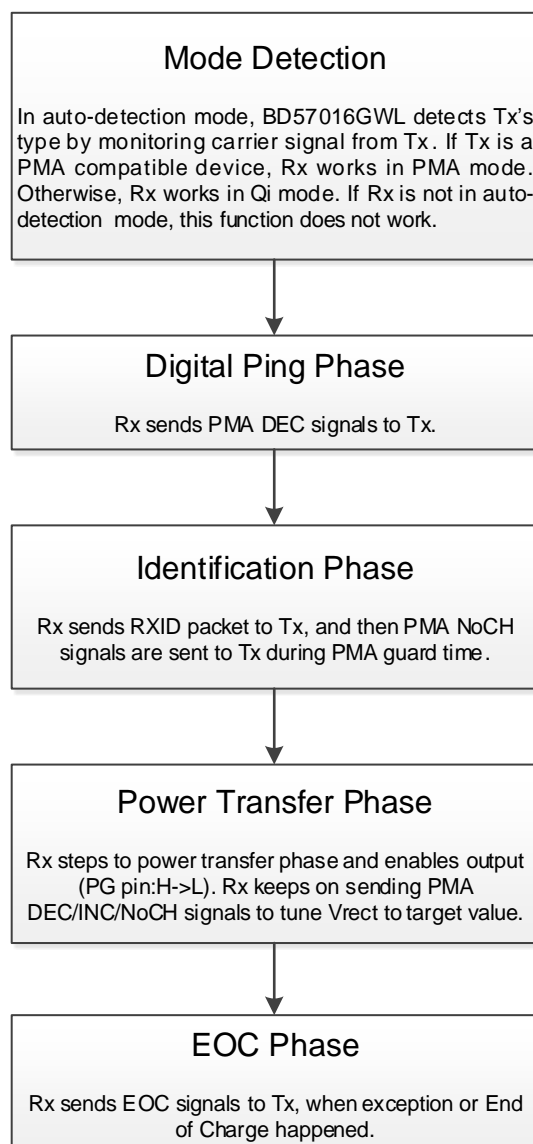 Mode Detection
In auto-detection mode, BD57016GWL detects Tx's
type by monitoring carrier signal from Tx. If Tx is a
PMA compatible device, Rx works in PMA mode.
Otherwise, Rx works in Qi mode. If Rx is not in auto-
detection mode, this function does not work.
Digital Ping Phase
Rx sends PMA DEC signals to Tx.
Identification Phase
Rx sends RXID packet to Tx, and then PMA NoCH
signals are sent to Tx during PMA guard time.
Power Transfer Phase
Rx steps to power transfer phase and enables output
(PG pin:H->L). Rx keeps on sending PMA
DEC/INC/NoCH signals to tune Vrect to target value.
EOC Phase
Rx sends EOC signals to Tx, when exception or End
of Charge happened.